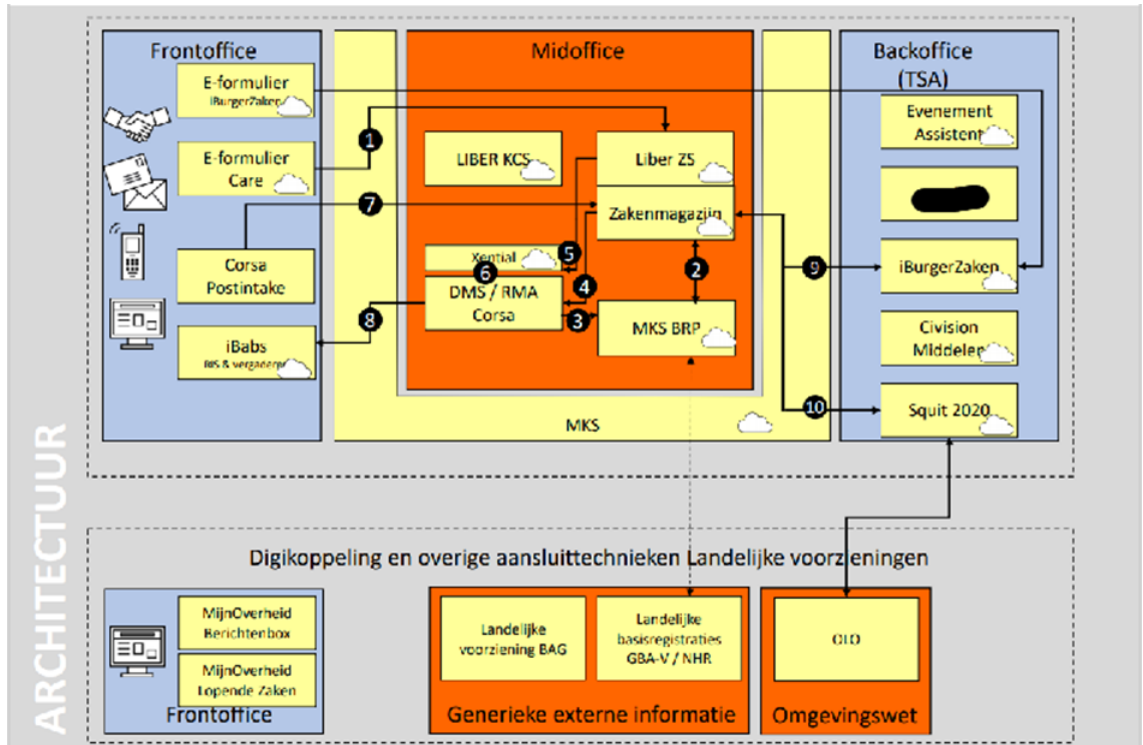 ARCHITECTUUR
Frontoffice
E-formulier
iBurgerZaken
E-formulier
Care
Corsa
Postintake
iBabs
BIS & vergaderen
Midoffice
LIBER KCS
Liber ZS
Zakenmagazijn
Xential
DMS / RMA
Corsa
MKS BRP
MKS
Backoffice
(TSA)
Evenement
Assistent
iBurgerZaken
Civision
Middelen
Squit 2020
1
7
5
6
2
4
3
8
9
10
Digikoppeling en overige aansluittechnieken Landelijke voorzieningen
MijnOverheid
Berichtenbox
MijnOverheid
Lopende Zaken
Frontoffice
Landelijke
voorziening BAG
Landelijke
basisregistraties
GBA-V / NHR
Generieke externe informatie
OLO
Omgevingswet